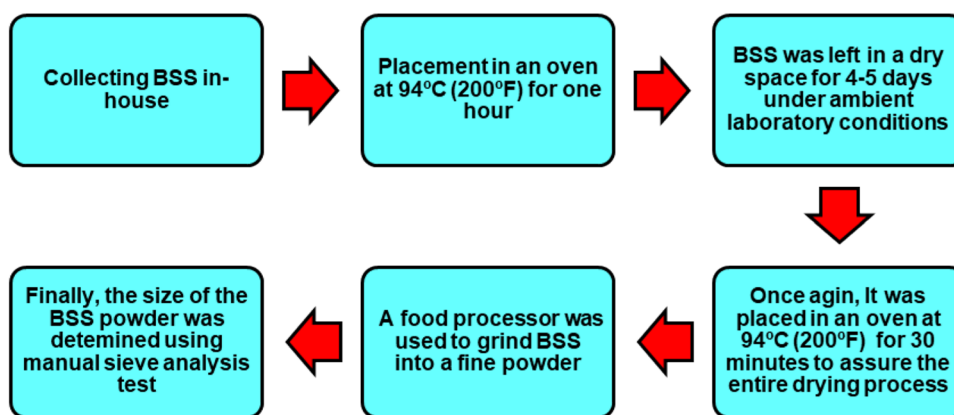 Collecting BSS in-
house
Placement in an oven
at 94ºC (200ºF) for one
hour
BSS was left in a dry
space for 4-5 days
under ambient
laboratory conditions
Once agin, It was
placed in an oven at
94ºC (200ºF) for 30
minutes to assure the
entire drying process
A food processor was
used to grind BSS
into a fine powder
Finally, the size of the
BSS powder was
detemined using
manual sieve analysis
test